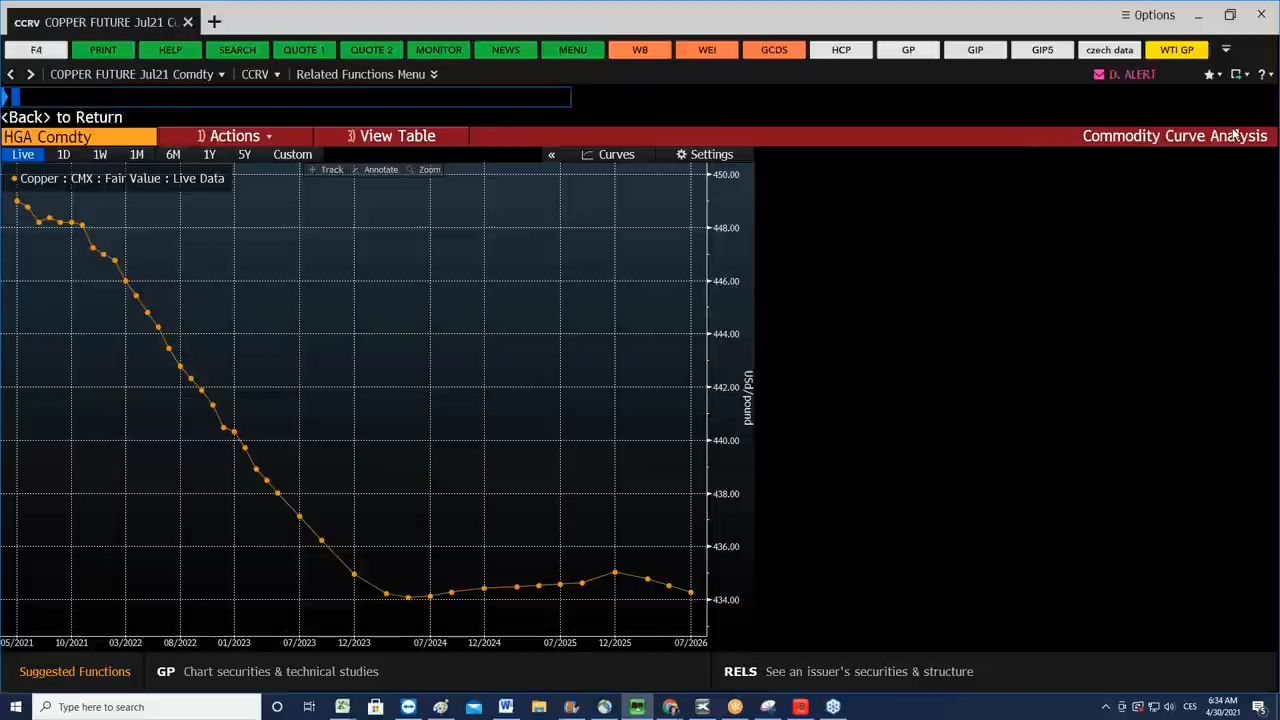 CCRV COPPER FUTURE Jul21 C
Options
F4 PRINT HELP SEARCH QUOTE 1 QUOTE 2 MONITOR NEWS MENU WB WEI GCDS HCP GP GIP GIP5 czech data WTI GP
COPPER FUTURE Jul21 Comdty CCRV Related Functions Menu D. ALERT
<Back> to Return
HGA Comdty 1) Actions 3) View Table Commodity Curve Analysis
Live 1D 1W 1M 6M 1Y 5Y Custom « Curves Settings
Track Annotate Zoom
Copper : CMX : Fair Value : Live Data
450.00
448.00
446.00
444.00
442.00
440.00
438.00
436.00
434.00
USd/pound
05/2021 10/2021 03/2022 08/2022 01/2023 07/2023 12/2023 07/2024 12/2024 07/2025 12/2025 07/2026
Suggested Functions GP Chart securities & technical studies RELS See an issuer's securities & structure
Type here to search
CES
6:34 AM
4/30/2021